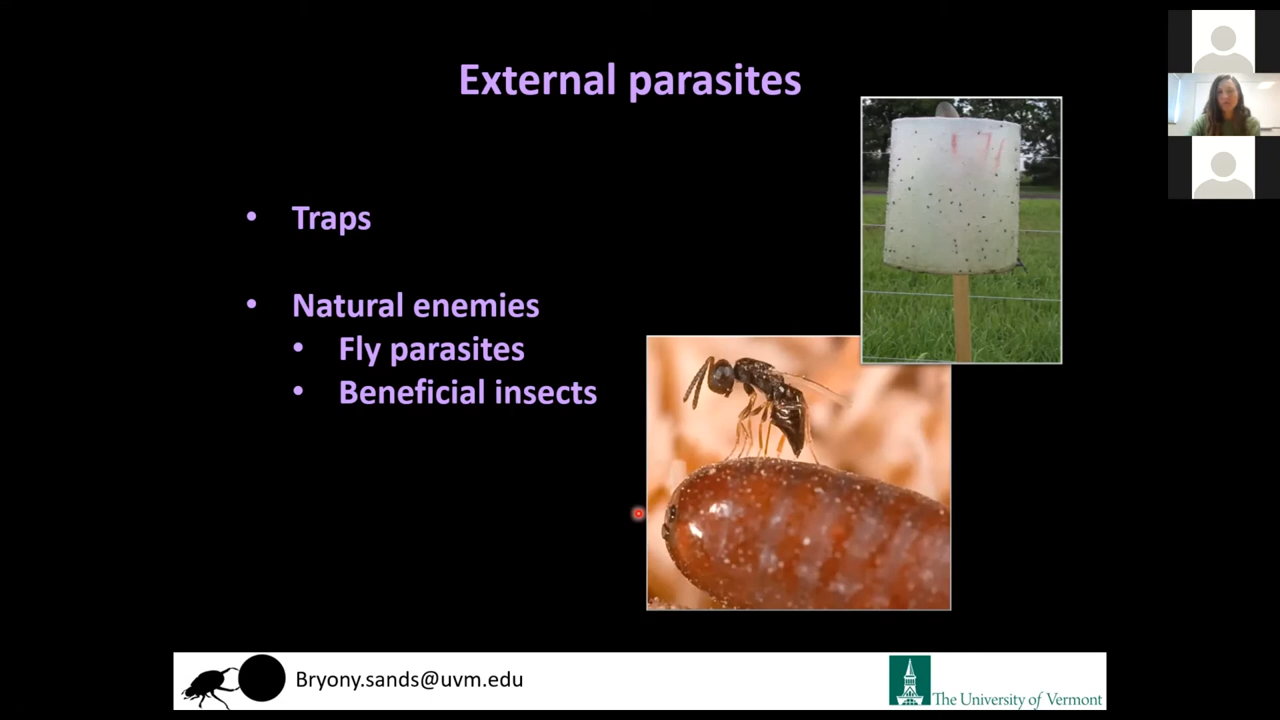 External parasites
• Traps
• Natural enemies
• Fly parasites
• Beneficial insects
Bryony.sands@uvm.edu
The University of Vermont